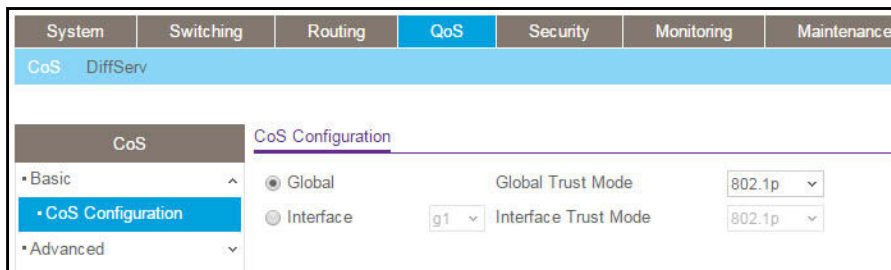 System Switching Routing QoS Security Monitoring Maintenance
CoS DiffServ
CoS
CoS Configuration
Basic
Global Global Trust Mode 802.1p
CoS Configuration
Interface g1 Interface Trust Mode 802.1p
Advanced